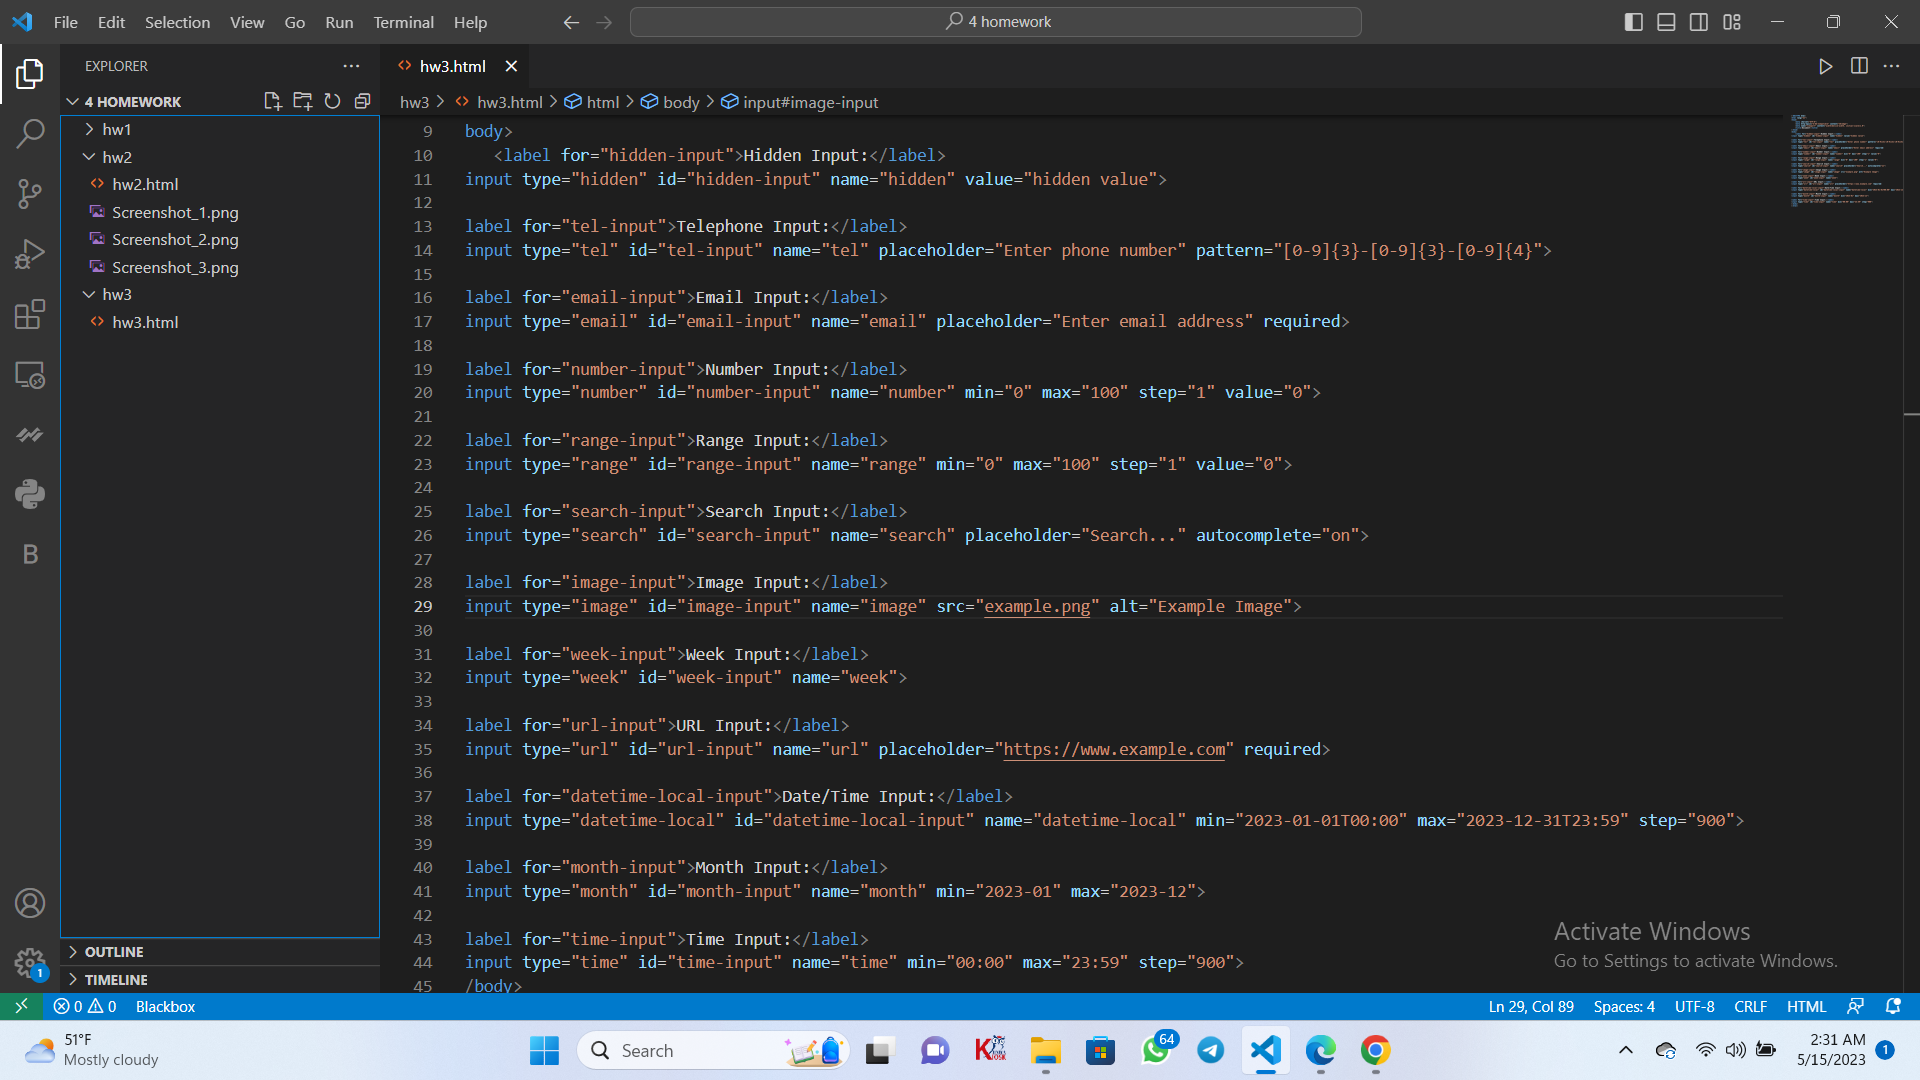 File Edit Selection View Go Run Terminal Help
4 homework
EXPLORER
hw3.html
4 HOMEWORK
hw3 > hw3.html > html > body > input#image-input
hw1
hw2
hw2.html
Screenshot_1.png
Screenshot_2.png
Screenshot_3.png
hw3
hw3.html
9 body>
10 <label for="hidden-input">Hidden Input:</label>
11 input type="hidden" id="hidden-input" name="hidden" value="hidden value">
12
13 label for="tel-input">Telephone Input:</label>
14 input type="tel" id="tel-input" name="tel" placeholder="Enter phone number" pattern="[0-9]{3}-[0-9]{3}-[0-9]{4}">
15
16 label for="email-input">Email Input:</label>
17 input type="email" id="email-input" name="email" placeholder="Enter email address" required>
18
19 label for="number-input">Number Input:</label>
20 input type="number" id="number-input" name="number" min="0" max="100" step="1" value="0">
21
22 label for="range-input">Range Input:</label>
23 input type="range" id="range-input" name="range" min="0" max="100" step="1" value="0">
24
25 label for="search-input">Search Input:</label>
26 input type="search" id="search-input" name="search" placeholder="Search..." autocomplete="on">
27
28 label for="image-input">Image Input:</label>
29 input type="image" id="image-input" name="image" src="example.png" alt="Example Image">
30
31 label for="week-input">Week Input:</label>
32 input type="week" id="week-input" name="week">
33
34 label for="url-input">URL Input:</label>
35 input type="url" id="url-input" name="url" placeholder="https://www.example.com" required>
36
37 label for="datetime-local-input">Date/Time Input:</label>
38 input type="datetime-local" id="datetime-local-input" name="datetime-local" min="2023-01-01T00:00" max="2023-12-31T23:59" step="900">
39
40 label for="month-input">Month Input:</label>
41 input type="month" id="month-input" name="month" min="2023-01" max="2023-12">
42
43 label for="time-input">Time Input:</label>
44 input type="time" id="time-input" name="time" min="00:00" max="23:59" step="900">
45 /body>
B
1
OUTLINE
TIMELINE
Activate Windows
Go to Settings to activate Windows.
0 0 Blackbox
Ln 29, Col 89 Spaces: 4 UTF-8 CRLF HTML
51°F
Mostly cloudy
Search
64
2:31 AM
5/15/2023
1